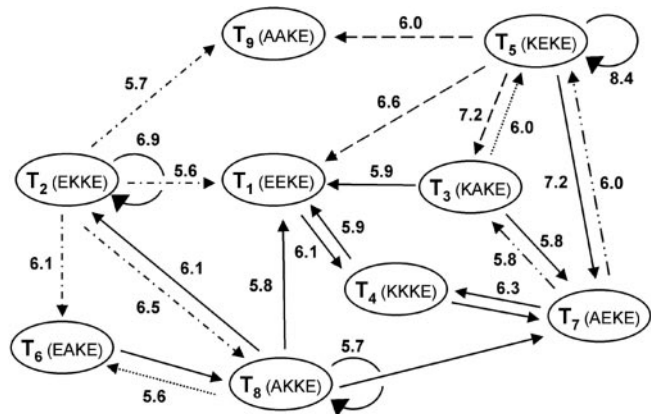 T9 (AAKE)
6.0
T5 (KEKE)
8.4
5.7
6.6
7.2
6.0
6.9
T2 (EKKE)
5.6
T1 (EEKE)
5.9
T3 (KAKE)
7.2
6.0
6.1
6.1
6.5
5.8
6.1
5.9
5.8
5.8
T4 (KKKE)
6.3
T7 (AEKE)
T6 (EAKE)
5.6
T8 (AKKE)
5.7